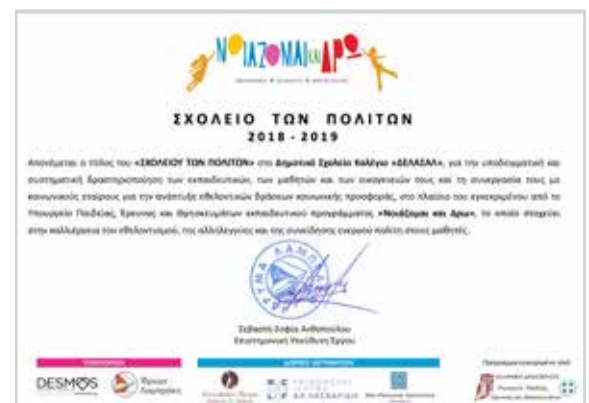 ΝΟΙΑΖΟΜΑΙ και ΔΡΩ
ΣΧΟΛΕΙΟ ΤΩΝ ΠΟΛΙΤΩΝ
2018 - 2019
Απονέμεται ο τίτλος του «ΣΧΟΛΕΙΟΥ ΤΩΝ ΠΟΛΙΤΩΝ» στο Δημοτικό Σχολείο Κολέγιο «ΔΕΛΑΣΑΛ», για την υποδειγματική και
συστηματική δραστηριοποίηση των εκπαιδευτικών, των μαθητών και των οικογενειών τους και τη συνεργασία τους με
κοινωνικούς εταίρους για την ανάπτυξη εθελοντικών δράσεων κοινωνικής προσφοράς, στο πλαίσιο του εγκεκριμένου από το
Υπουργείο Παιδείας, Έρευνας και Θρησκευμάτων εκπαιδευτικού προγράμματος «Νοιάζομαι και Δρω», το οποίο στοχεύει
στην καλλιέργεια του εθελοντισμού, της αλληλεγγύης και της συνείδησης ενεργού πολίτη στους μαθητές.
Σεβαστή Σοφία Ανθοπούλου
Επιστημονική Υπεύθυνη Έργου
DESMOS
Ίδρυμα
Λαμπράκη